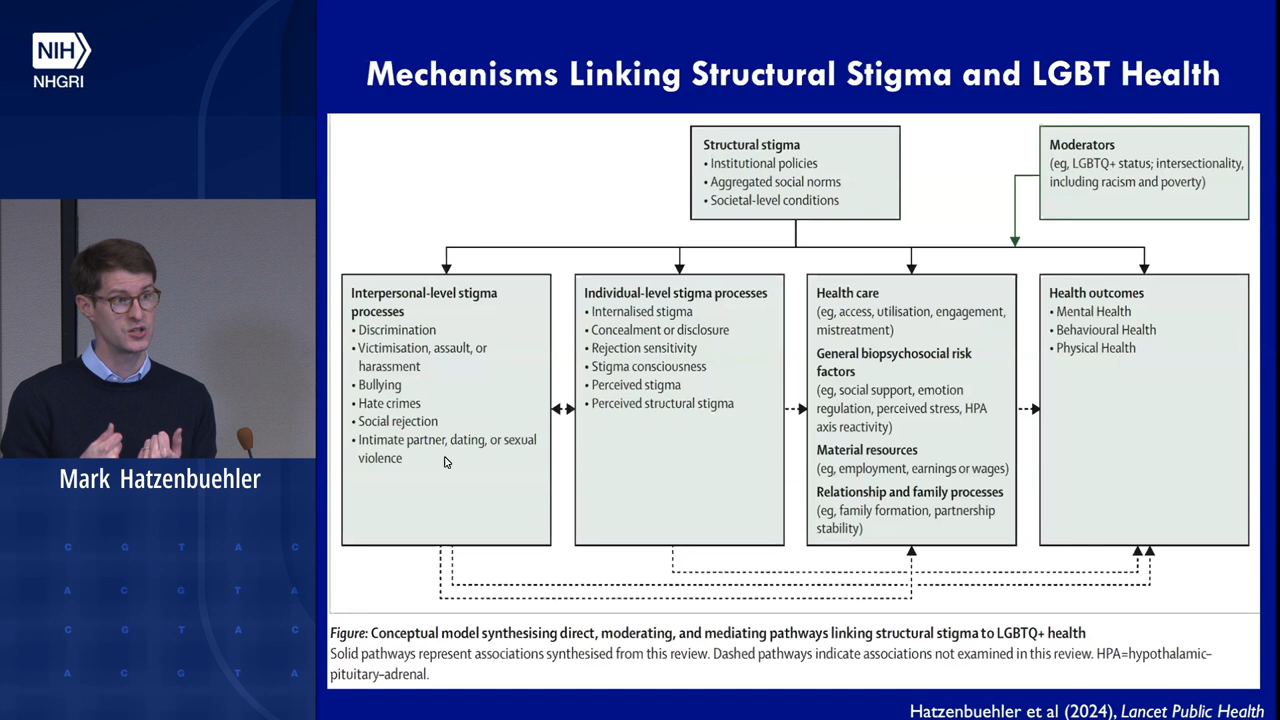 NIH
NHGRI
Mechanisms Linking Structural Stigma and LGBT Health
Structural stigma
• Institutional policies
• Aggregated social norms
• Societal-level conditions
Moderators
(eg, LGBTQ+ status; intersectionality,
including racism and poverty)
Interpersonal-level stigma
processes
• Discrimination
• Victimisation, assault, or
harassment
• Bullying
• Hate crimes
• Social rejection
• Intimate partner, dating, or sexual
violence
Individual-level stigma processes
• Internalised stigma
• Concealment or disclosure
• Rejection sensitivity
• Stigma consciousness
• Perceived stigma
• Perceived structural stigma
Health care
(eg, access, utilisation, engagement,
mistreatment)
General biopsychosocial risk
factors
(eg, social support, emotion
regulation, perceived stress, HPA
axis reactivity)
Material resources
(eg, employment, earnings or wages)
Relationship and family processes
(eg, family formation, partnership
stability)
Health outcomes
• Mental Health
• Behavioural Health
• Physical Health
Mark Hatzenbuehler
C G T A C
A C G T A
C G T A C
A C G T A
Figure: Conceptual model synthesising direct, moderating, and mediating pathways linking structural stigma to LGBTQ+ health
Solid pathways represent associations synthesised from this review. Dashed pathways indicate associations not examined in this review. HPA=hypothalamic–
pituitary–adrenal.
Hatzenbuehler et al (2024), Lancet Public Health